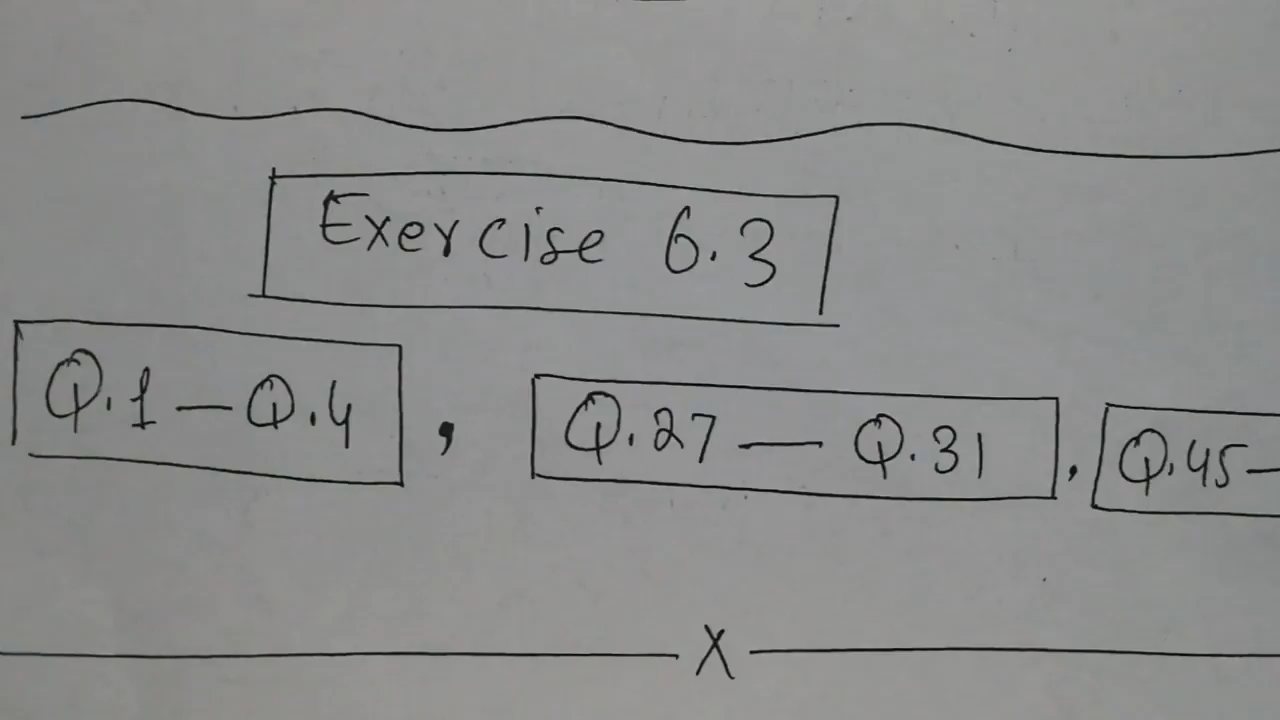 Exercise 6.3
Q.1 — Q.4 , Q.27 — Q.31 , Q.45 —
X